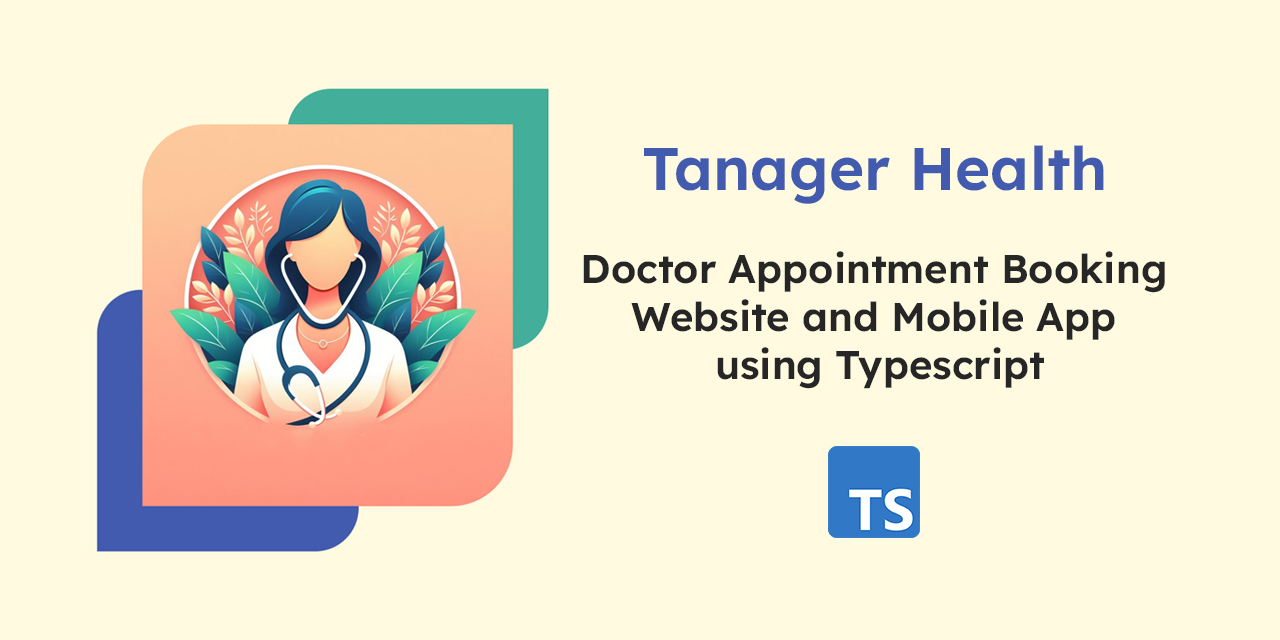 Tanager Health
Doctor Appointment Booking
Website and Mobile App
using Typescript
TS